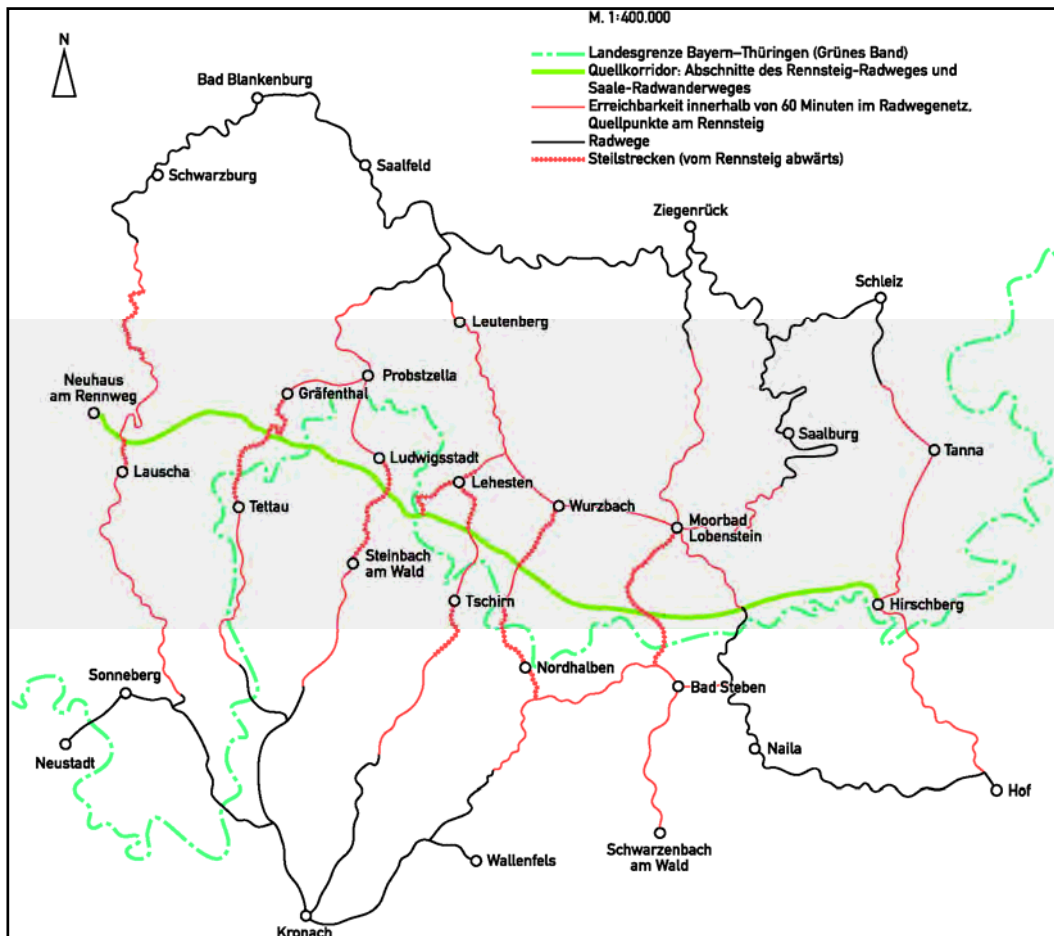 M. 1:400.000
N
Landesgrenze Bayern–Thüringen (Grünes Band)
Quellkorridor: Abschnitte des Rennsteig-Radweges und
Saale-Radwanderweges
Erreichbarkeit innerhalb von 60 Minuten im Radwegenetz,
Quellpunkte am Rennsteig
Radwege
Steilstrecken (vom Rennsteig abwärts)
Bad Blankenburg
Saalfeld
Schwarzburg
Ziegenrück
Schleiz
Leutenberg
Probstzella
Neuhaus
am Rennweg
Gräfenthal
Saalburg
Tanna
Ludwigsstadt
Lauscha
Lehesten
Tettau
Wurzbach
Moorbad
Lobenstein
Steinbach
am Wald
Tschirn
Hirschberg
Nordhalben
Sonneberg
Bad Steben
Neustadt
Naila
Hof
Schwarzenbach
am Wald
Wallenfels
Kronach